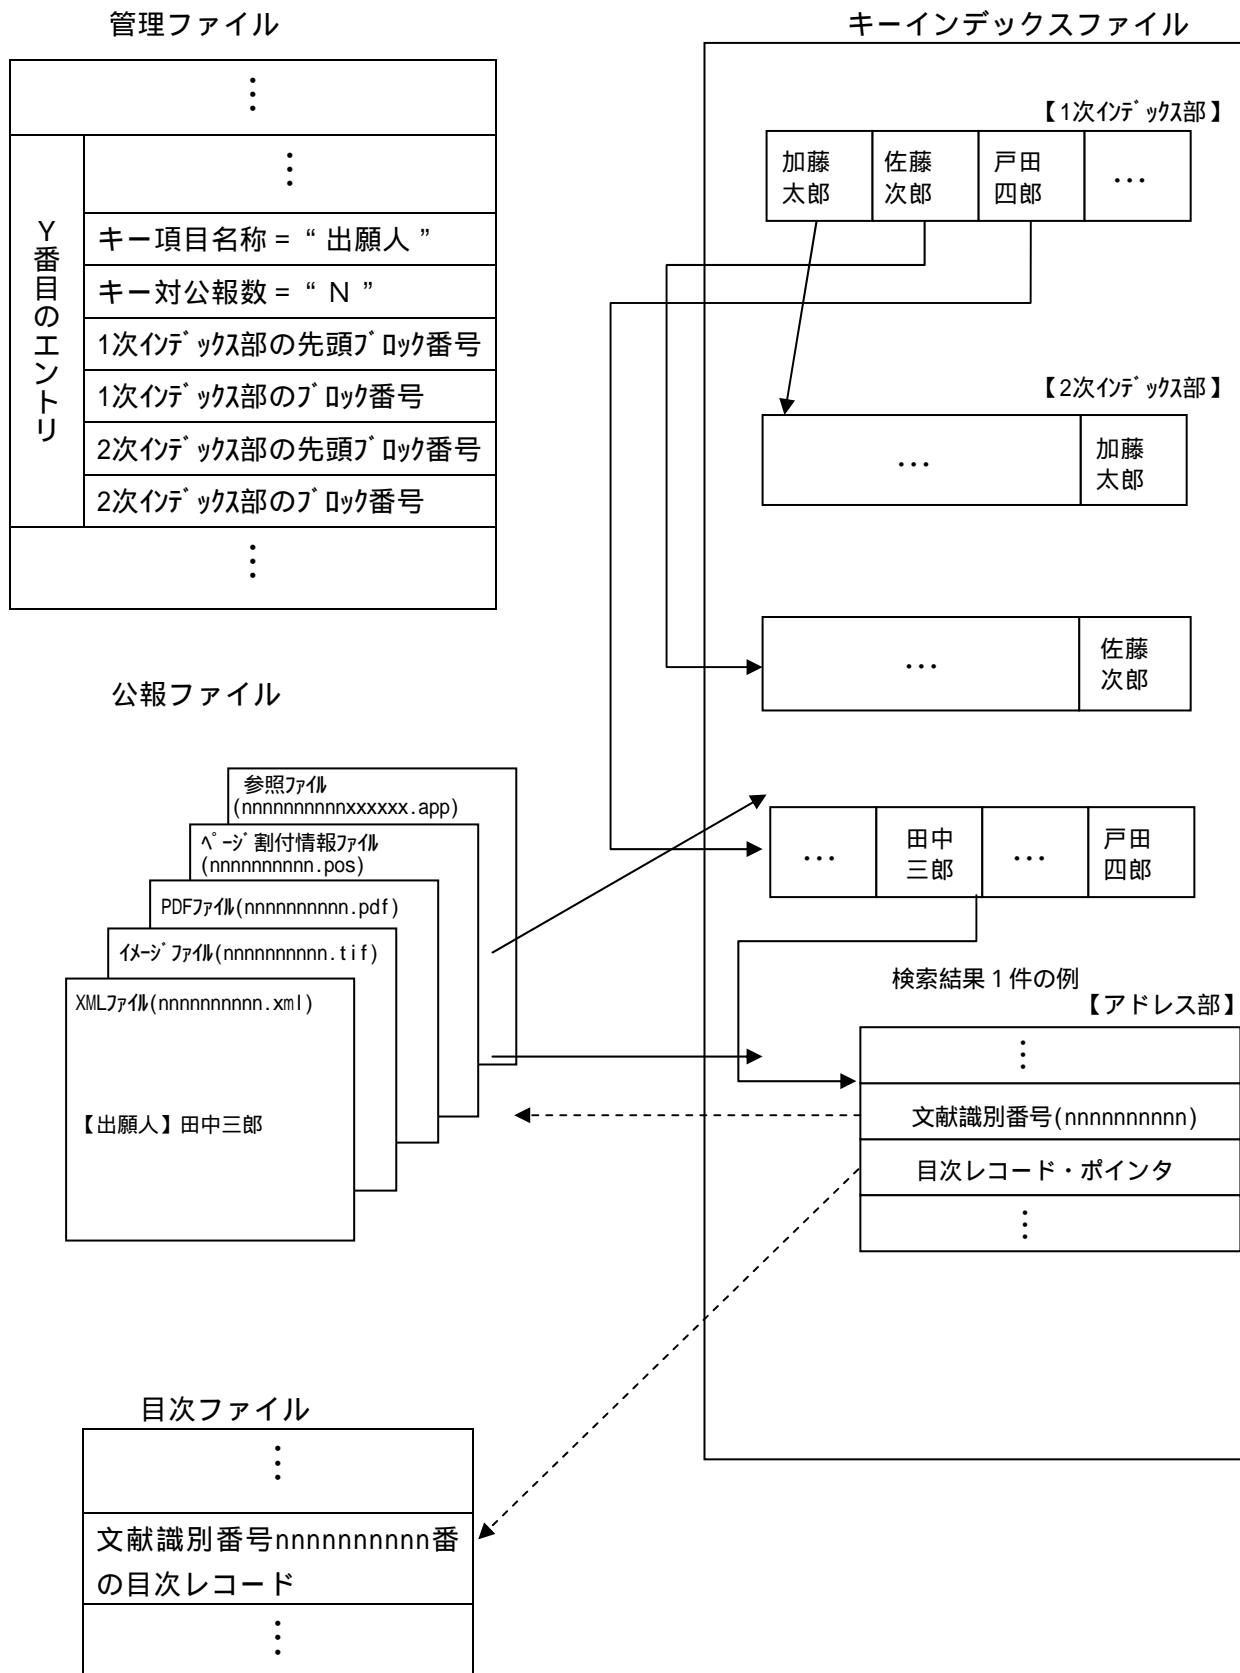 管理ファイル
⋮
Y番目のエントリ
⋮
キー項目名称 = “ 出願人 ”
キー対公報数 = “ N ”
1次ｲﾝﾃﾞｯｸｽ部の先頭ﾌﾞﾛｯｸ番号
1次ｲﾝﾃﾞｯｸｽ部のﾌﾞﾛｯｸ番号
2次ｲﾝﾃﾞｯｸｽ部の先頭ﾌﾞﾛｯｸ番号
2次ｲﾝﾃﾞｯｸｽ部のﾌﾞﾛｯｸ番号
⋮
キーインデックスファイル
【1次ｲﾝﾃﾞｯｸｽ部】
加藤
太郎
佐藤
次郎
戸田
四郎
…
【2次ｲﾝﾃﾞｯｸｽ部】
…
加藤
太郎
…
佐藤
次郎
…
田中
三郎
…
戸田
四郎
検索結果１件の例
【アドレス部】
⋮
文献識別番号(nnnnnnnnnn)
目次レコード・ポインタ
⋮
公報ファイル
参照ﾌｧｲﾙ
(nnnnnnnnnnxxxxxx.app)
ﾍﾟｰｼﾞ割付情報ﾌｧｲﾙ
(nnnnnnnnnn.pos)
PDFﾌｧｲﾙ(nnnnnnnnnn.pdf)
ｲﾒｰｼﾞﾌｧｲﾙ(nnnnnnnnnn.tif)
XMLﾌｧｲﾙ(nnnnnnnnnn.xml)
【出願人】田中三郎
目次ファイル
⋮
文献識別番号nnnnnnnnnn番
の目次レコード
⋮